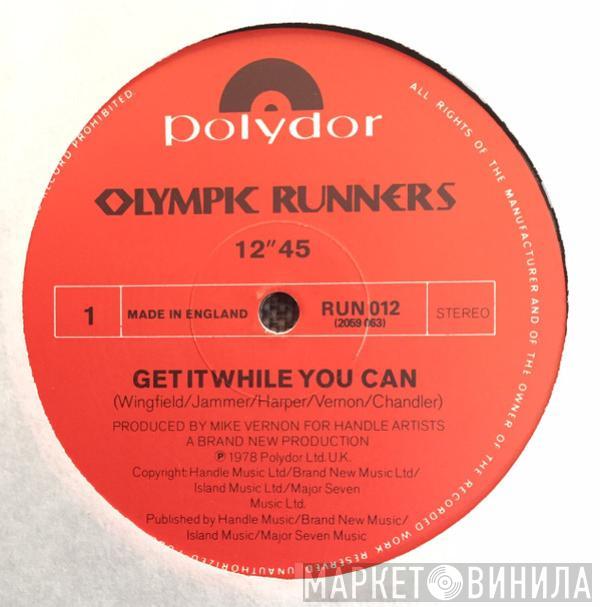 polydor
OLYMPIC RUNNERS
12" 45
1
MADE IN ENGLAND
RUN 012
(2059 063)
STEREO
GET IT WHILE YOU CAN
(Wingfield/Jammer/Harper/Vernon/Chandler)
PRODUCED BY MIKE VERNON FOR HANDLE ARTISTS
A BRAND NEW PRODUCTION
℗ 1978 Polydor Ltd. U.K.
Copyright: Handle Music Ltd/Brand New Music Ltd/
Island Music Ltd/Major Seven
Music Ltd.
Published by Handle Music/Brand New Music/
Island Music/Major Seven Music
ALL RIGHTS OF THE MANUFACTURER AND OF THE OWNER OF THE RECORDED WORK RESERVED
UNAUTHORIZED
RECORD PROHIBITED.
МАРКЕТ ВИНИЛА